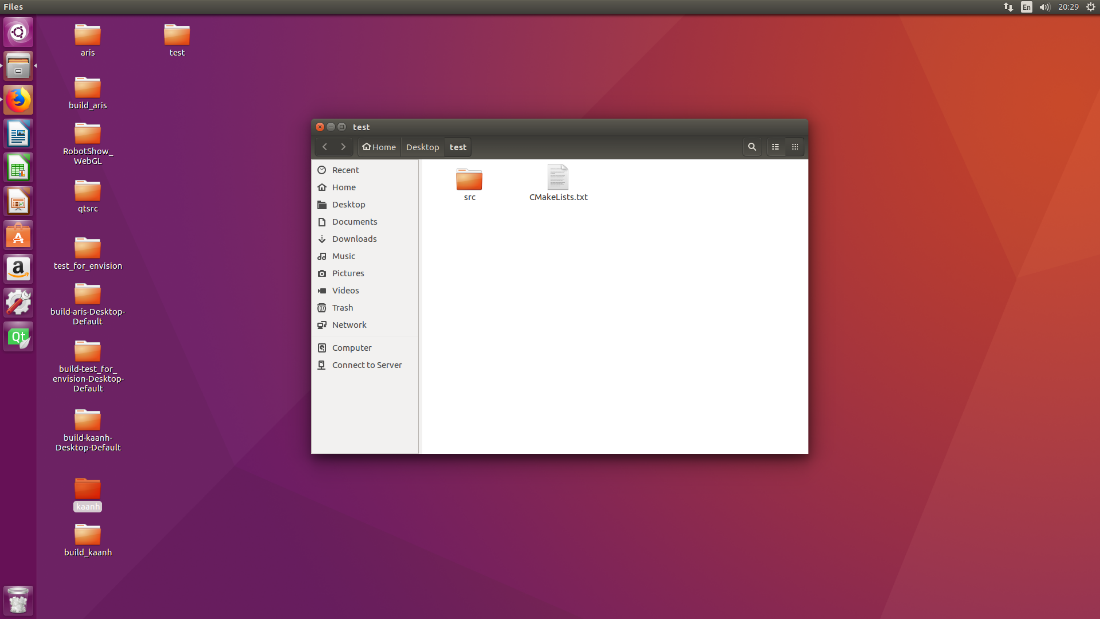 Files
En
20:29
aris
test
build_aris
RobotShow_
WebGL
qtsrc
test_for_envision
build-aris-Desktop-
Default
build-test_for_
envision-Desktop-
Default
build-kaanh-
Desktop-Default
kaanh
build_kaanh
A
a
Qt
test
Home
Desktop
test
Recent
Home
Desktop
Documents
Downloads
Music
Pictures
Videos
Trash
Network
Computer
Connect to Server
src
CMakeLists.txt